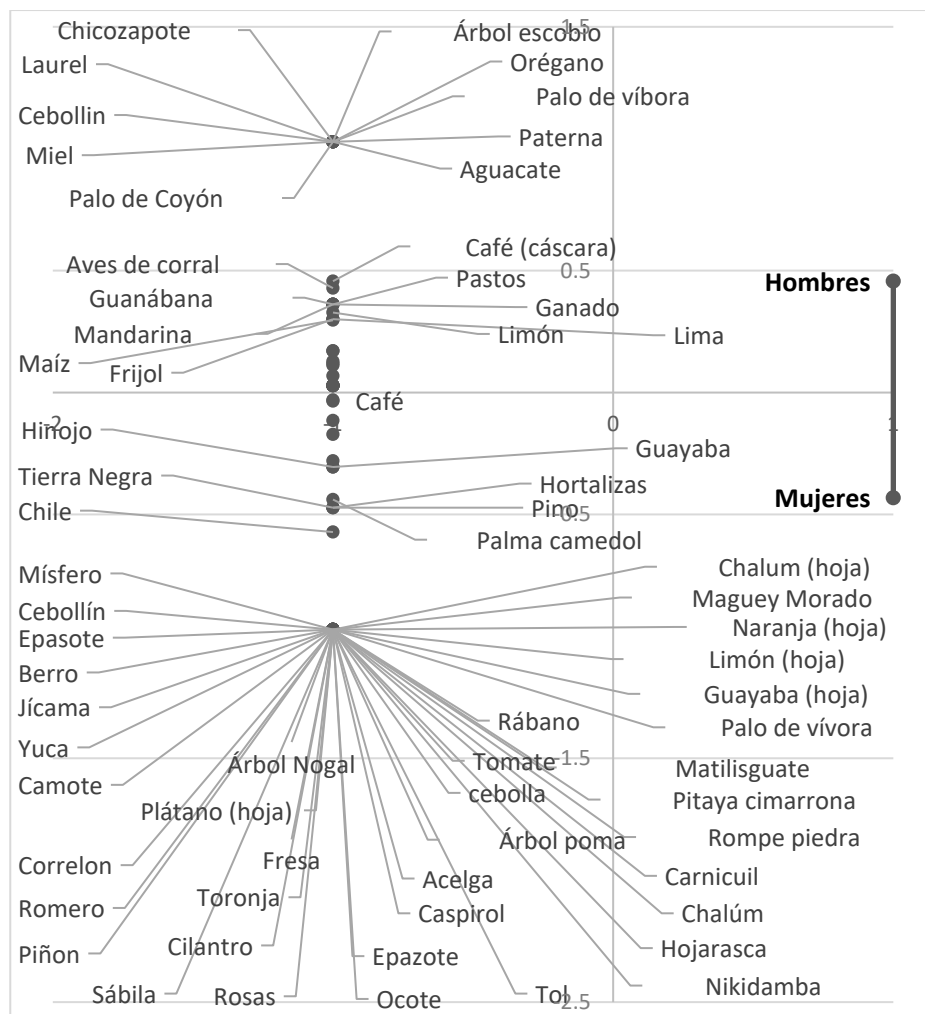 1.5
Chicozapote
Árbol escobio
Laurel
Orégano
Palo de víbora
Cebollin
Paterna
Miel
Aguacate
Palo de Coyón
Café (cáscara)
Aves de corral
0.5
Pastos
Hombres
Guanábana
Ganado
Mandarina
Limón
Lima
Maíz
Frijol
Café
-2
-1
0
1
Hinojo
Guayaba
Tierra Negra
Hortalizas
Mujeres
Chile
Pino
-0.5
Palma camedol
Mísfero
Chalum (hoja)
Maguey Morado
Cebollín
Naranja (hoja)
Epasote
Limón (hoja)
Berro
Guayaba (hoja)
Jícama
Rábano
Palo de vívora
Yuca
Árbol Nogal
Tomate
-1.5
Matilisguate
Camote
cebolla
Pitaya cimarrona
Plátano (hoja)
Árbol poma
Rompe piedra
Fresa
Correlon
Acelga
Carnicuil
Toronja
Romero
Caspirol
Chalúm
Cilantro
Hojarasca
Piñon
Epazote
Nikidamba
Sábila
Rosas
Ocote
Tol
-2.5